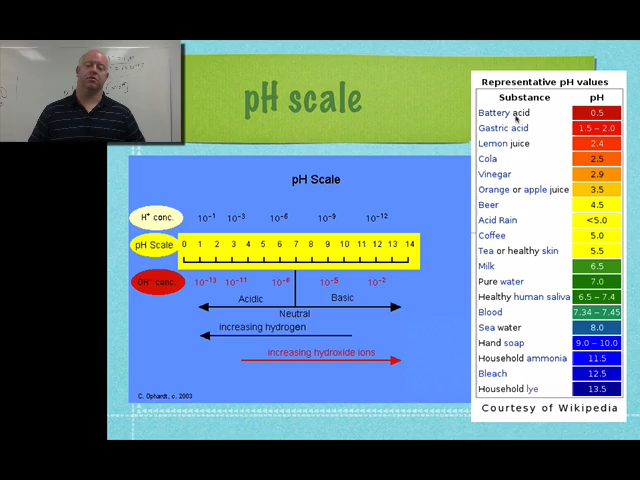 pH scale
pH Scale
H⁺ conc.
10⁻¹ 10⁻³ 10⁻⁶ 10⁻⁹ 10⁻¹²
pH Scale
0 1 2 3 4 5 6 7 8 9 10 11 12 13 14
OH⁻ conc.
10⁻¹³ 10⁻¹¹ 10⁻⁸ 10⁻⁵ 10⁻²
Acidic Basic
Neutral
increasing hydrogen
increasing hydroxide ions
C. Ophardt, c. 2003
Representative pH values
Substance pH
Battery acid 0.5
Gastric acid 1.5 – 2.0
Lemon juice 2.4
Cola 2.5
Vinegar 2.9
Orange or apple juice 3.5
Beer 4.5
Acid Rain <5.0
Coffee 5.0
Tea or healthy skin 5.5
Milk 6.5
Pure water 7.0
Healthy human saliva 6.5 – 7.4
Blood 7.34 – 7.45
Sea water 8.0
Hand soap 9.0 – 10.0
Household ammonia 11.5
Bleach 12.5
Household lye 13.5
Courtesy of Wikipedia